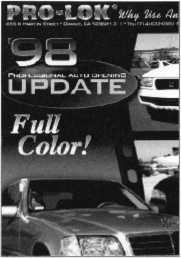 PRO-LOK® Why Use An
'98
PROFESSIONAL AUTO OPENING
UPDATE
Full
Color!